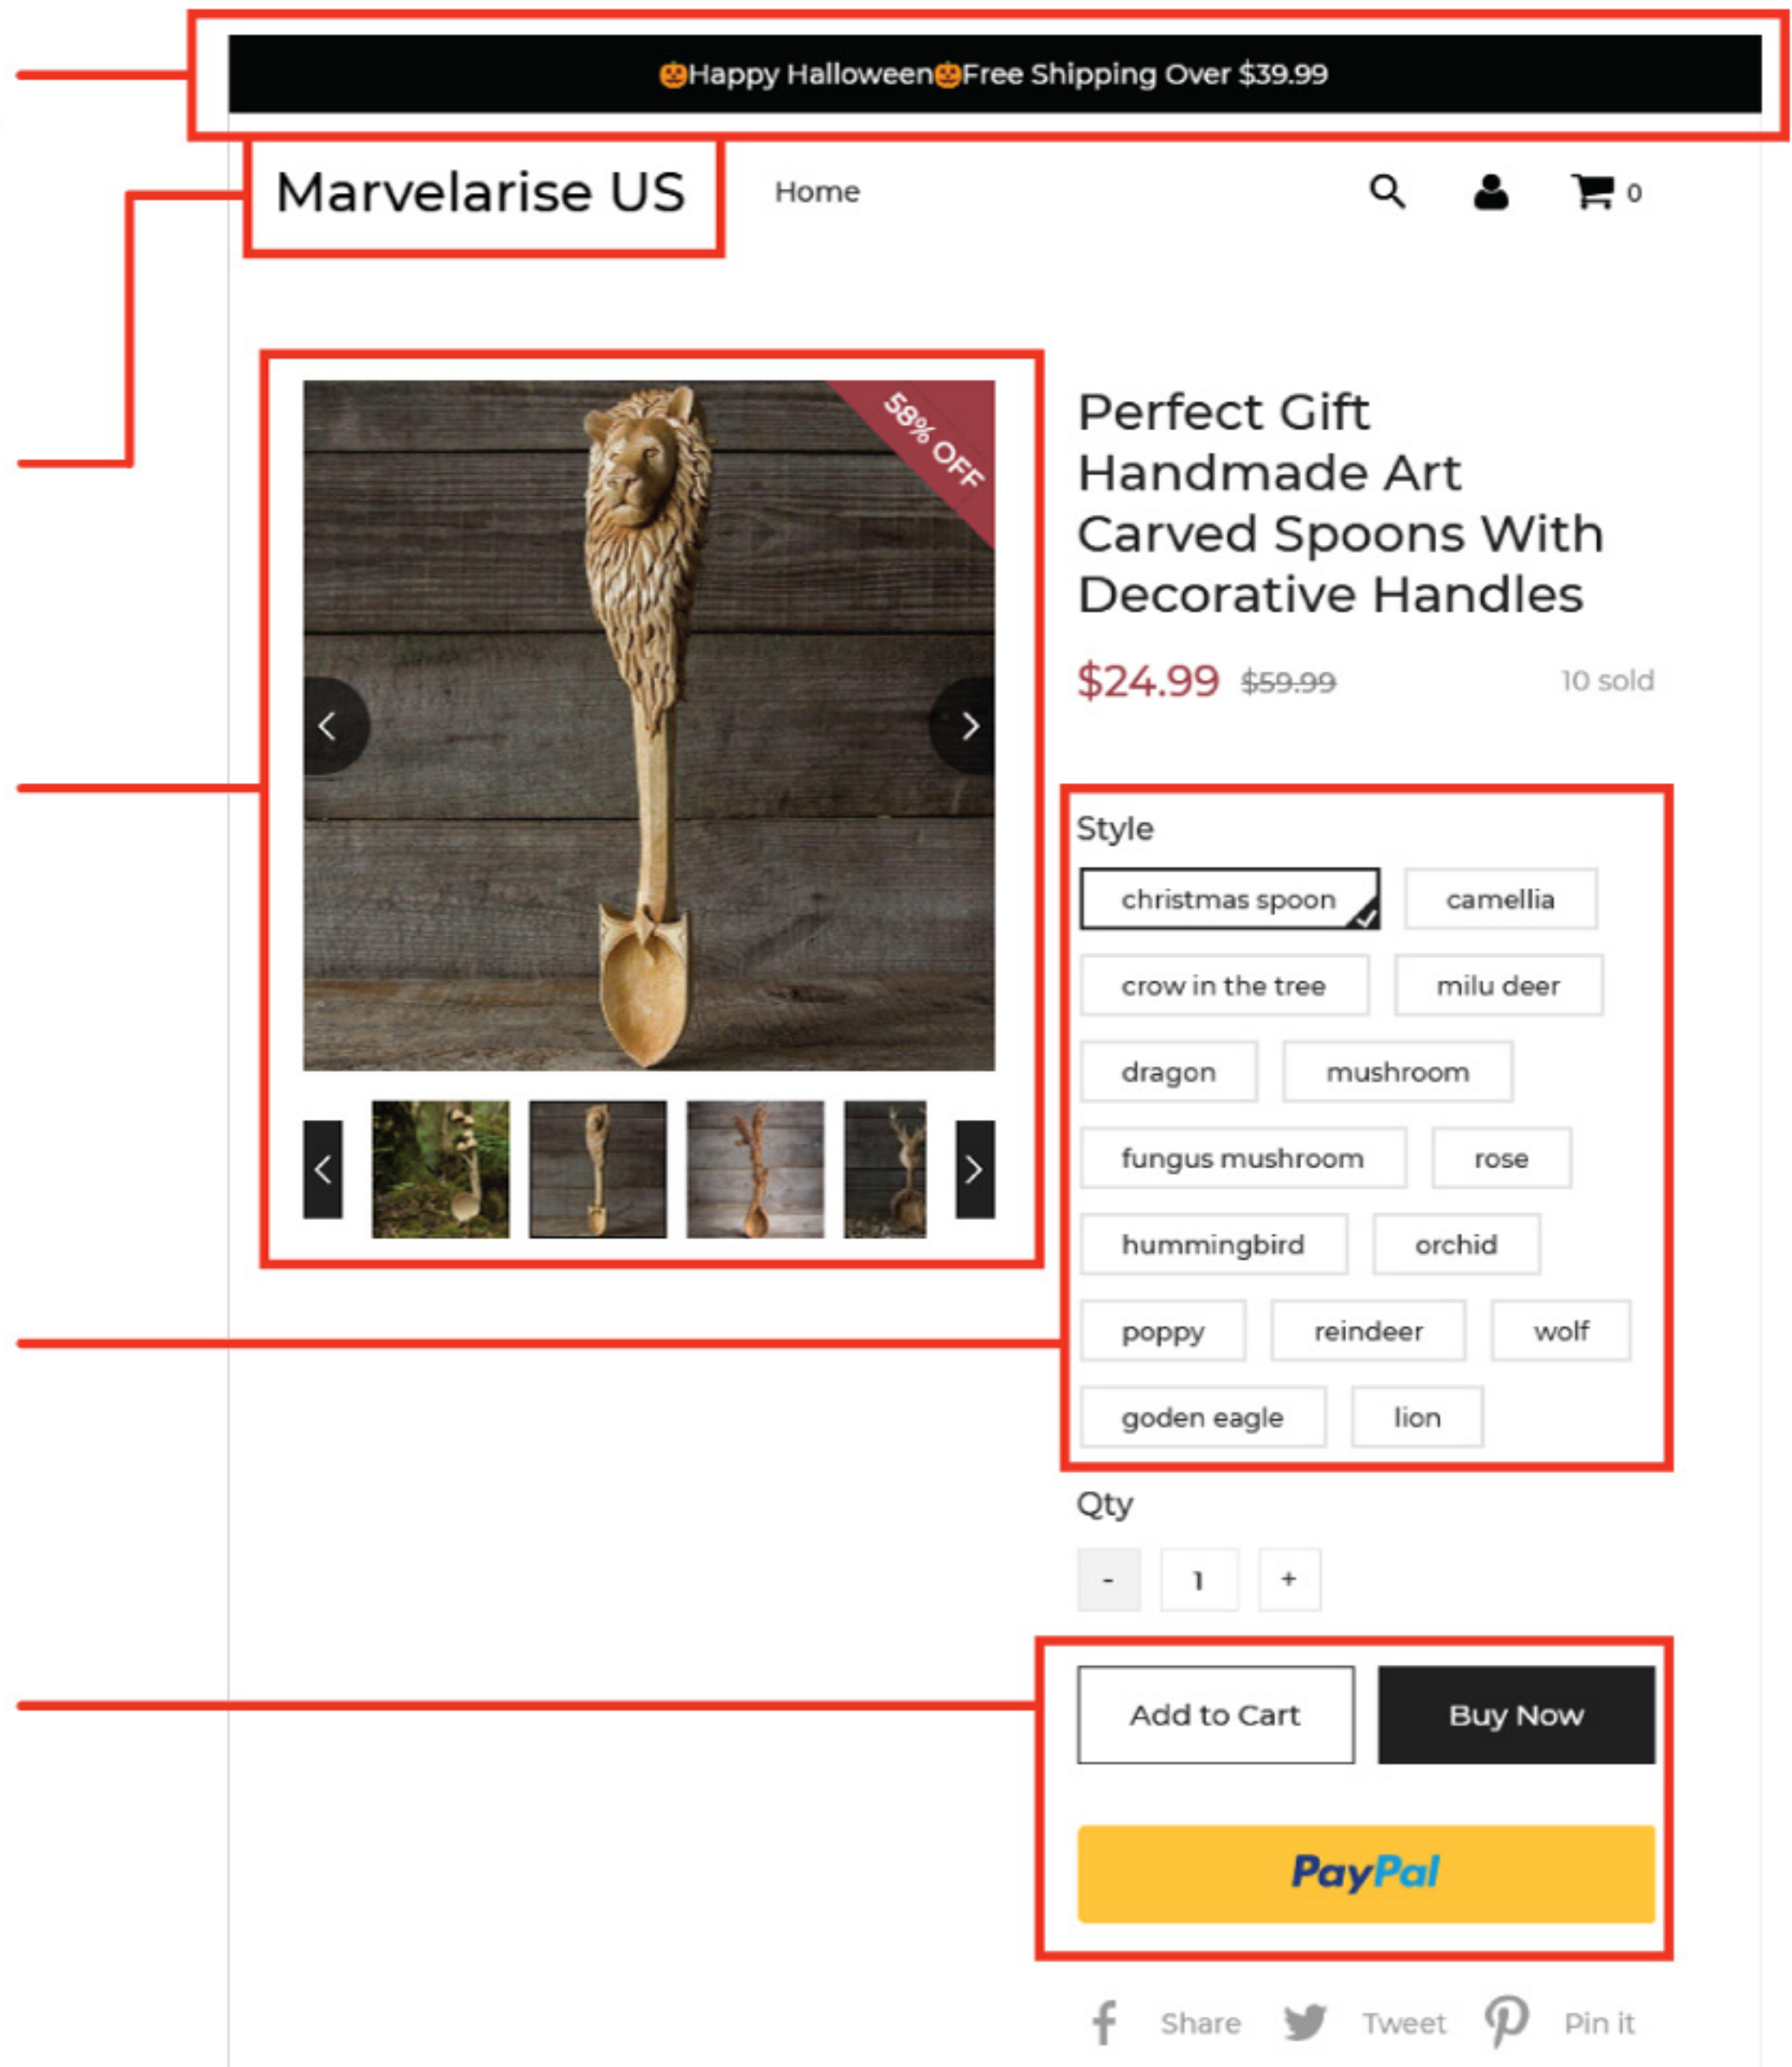 🎃Happy Halloween🎃Free Shipping Over $39.99
Marvelarise US
Home
0
58% OFF
Perfect Gift
Handmade Art
Carved Spoons With
Decorative Handles
$24.99 $59.99
10 sold
Style
christmas spoon
camellia
crow in the tree
milu deer
dragon
mushroom
fungus mushroom
rose
hummingbird
orchid
poppy
reindeer
wolf
goden eagle
lion
Qty
- 1 +
Add to Cart
Buy Now
PayPal
Share
Tweet
Pin it